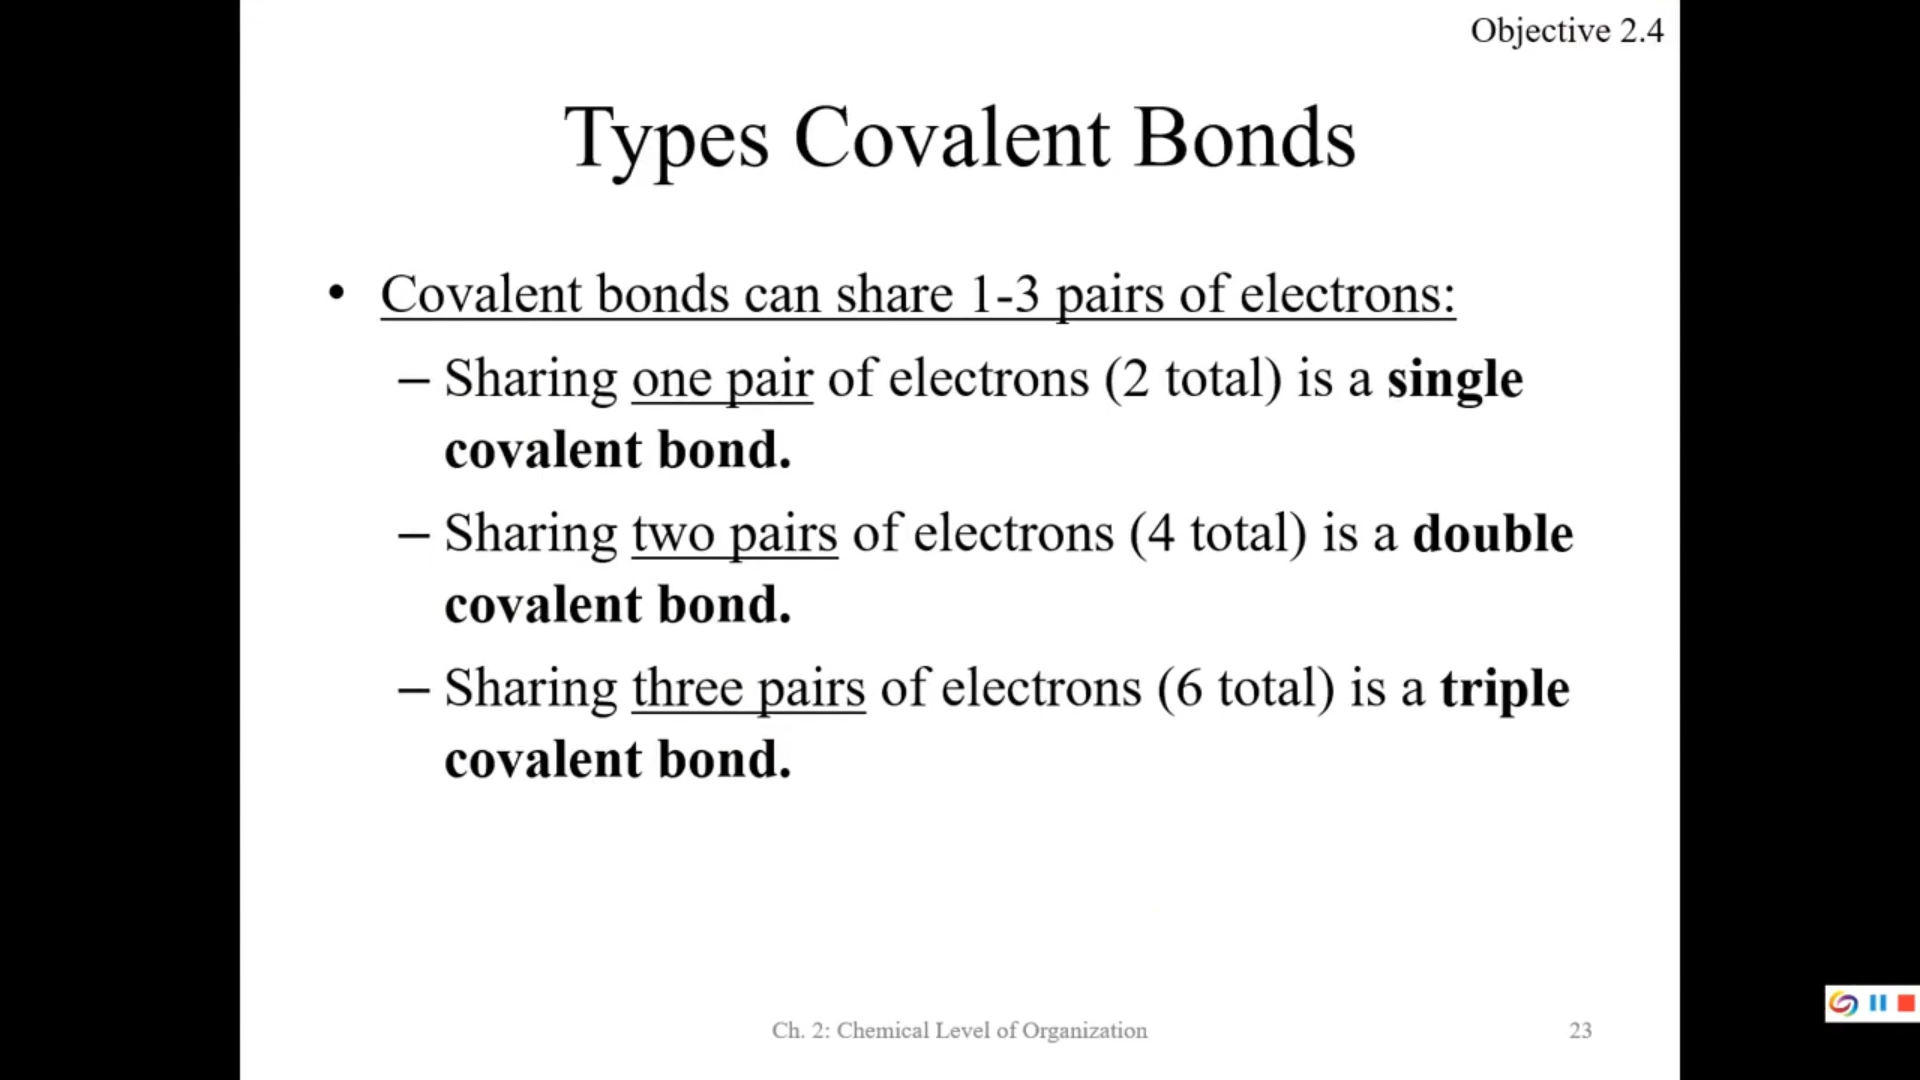 Objective 2.4
Types Covalent Bonds
• Covalent bonds can share 1-3 pairs of electrons:
– Sharing one pair of electrons (2 total) is a single
covalent bond.
– Sharing two pairs of electrons (4 total) is a double
covalent bond.
– Sharing three pairs of electrons (6 total) is a triple
covalent bond.
Ch. 2: Chemical Level of Organization
23